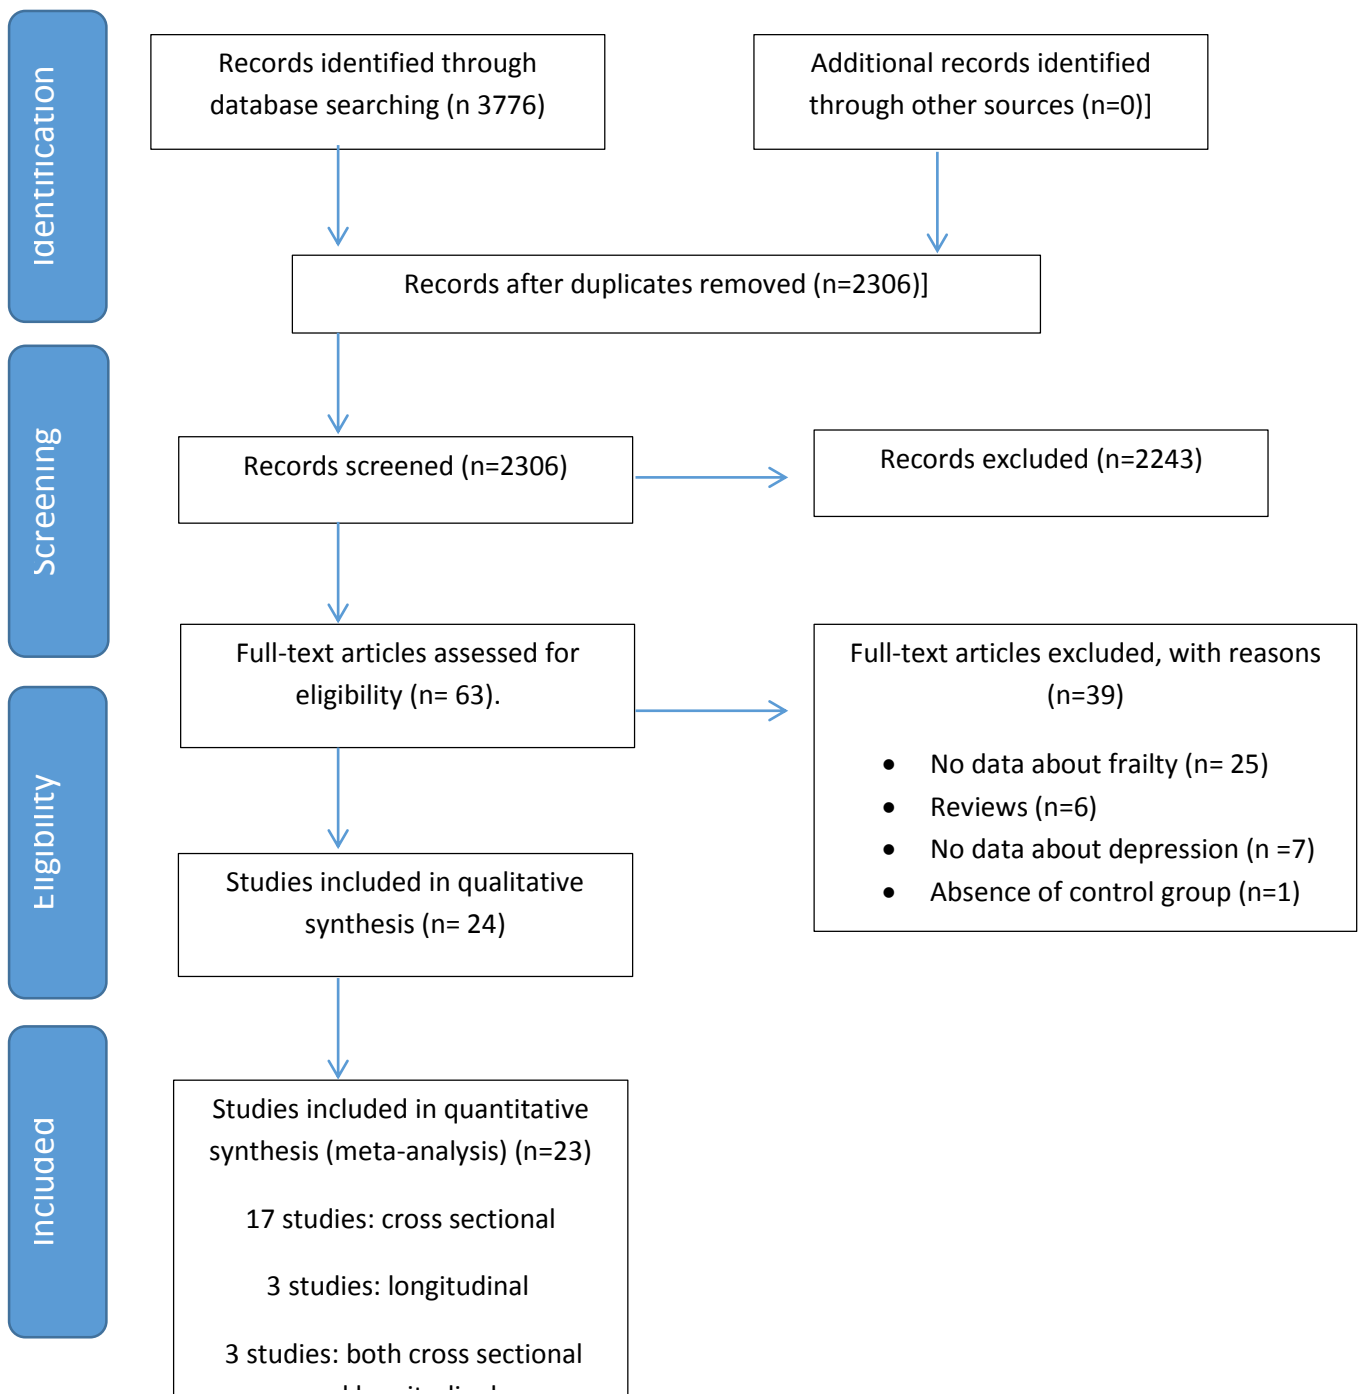 Identification
Records identified through
database searching (n 3776)
Additional records identified
through other sources (n=0)]
Records after duplicates removed (n=2306)]
Screening
Records screened (n=2306)
Records excluded (n=2243)
Full-text articles assessed for
eligibility (n= 63).
Full-text articles excluded, with reasons
(n=39)
• No data about frailty (n= 25)
• Reviews (n=6)
• No data about depression (n =7)
• Absence of control group (n=1)
Eligibility
Studies included in qualitative
synthesis (n= 24)
Included
Studies included in quantitative
synthesis (meta-analysis) (n=23)
17 studies: cross sectional
3 studies: longitudinal
3 studies: both cross sectional